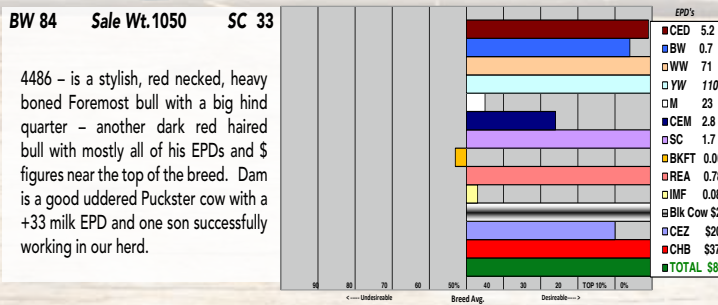 BW 84 Sale Wt.1050 SC 33
4486 – is a stylish, red necked, heavy
boned Foremost bull with a big hind
quarter – another dark red haired
bull with mostly all of his EPDs and $
figures near the top of the breed. Dam
is a good uddered Puckster cow with a
+33 milk EPD and one son successfully
working in our herd.
EPD's
CED 5.2
BW 0.7
WW 71
YW 110
M 23
CEM 2.8
SC 1.7
BKFT
REA
IMF
Blk Cow
CEZ
CHB
TOTAL
90 80 70 60 50% 40 30 20 TOP 10% 0%
<---- Undesireable Breed Avg. Desireable---->